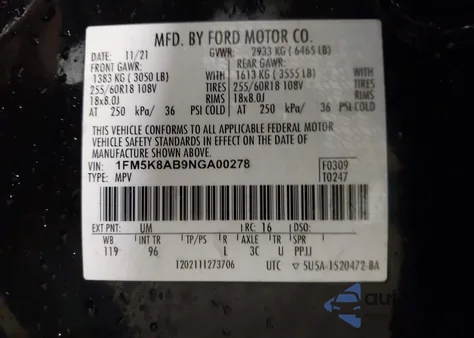 MFD. BY FORD MOTOR CO.
DATE: 11/21 GVWR: 2933 KG ( 6465 LB)
FRONT GAWR: REAR GAWR:
1383 KG ( 3050 LB) WITH 1613 KG ( 3555 LB) WITH
255/60R18 108V TIRES 255/60R18 108V TIRES
18x8.0J RIMS 18x8.0J RIMS
AT 250 kPa/ 36 PSI COLD AT 250 kPa/ 36 PSI COLD
THIS VEHICLE CONFORMS TO ALL APPLICABLE FEDERAL MOTOR
VEHICLE SAFETY STANDARDS IN EFFECT ON THE DATE OF
MANUFACTURE SHOWN ABOVE.
VIN: 1FM5K8AB9NGA00278 F0309
TYPE: MPV T0247
EXT PNT: UM RC: 16
WB INT TR TP/PS R AXLE TR SPR
119 96 L 3C U PPJJ
1202111273706 UTC 5U5A-1520472-BA